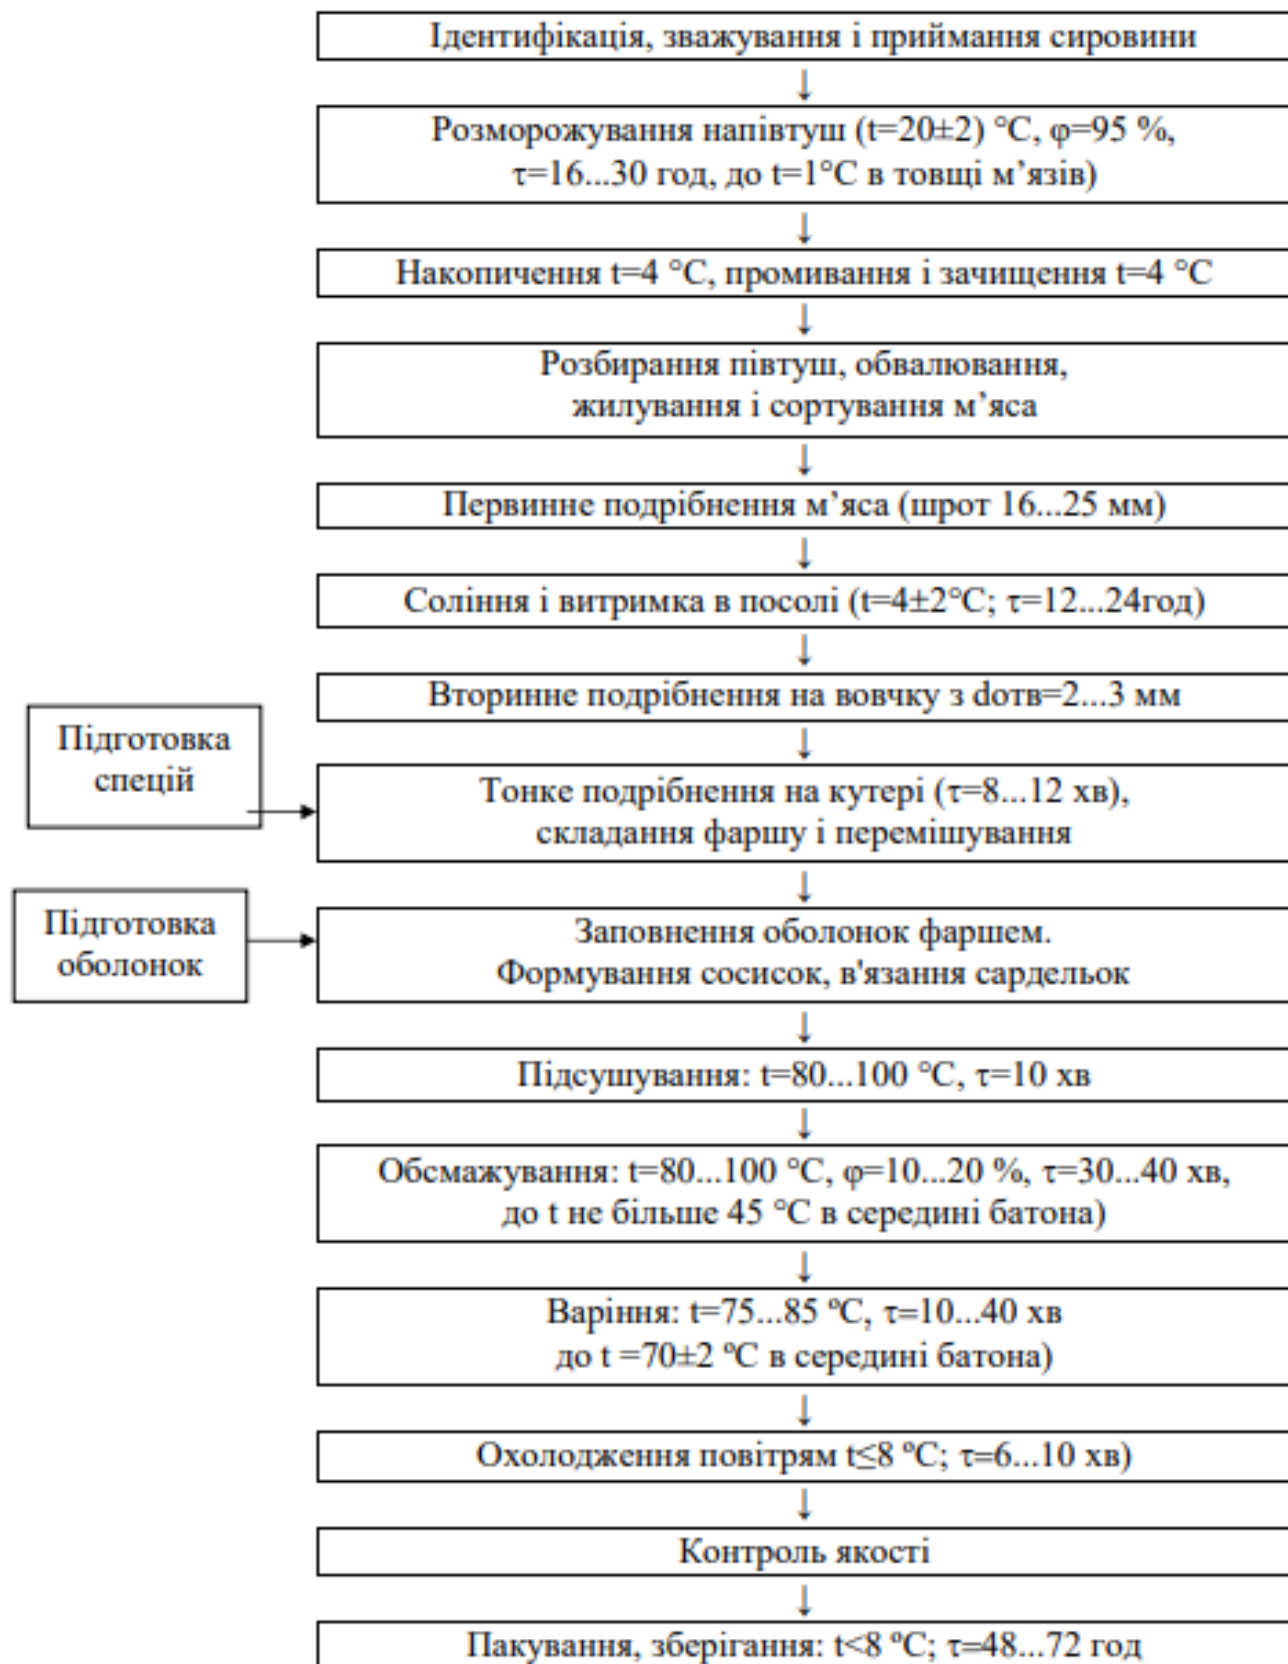 Ідентифікація, зважування і приймання сировини
↓
Розморожування напівтуш (t=20±2) °C, φ=95 %,
τ=16...30 год, до t=1°C в товщі м’язів)
↓
Накопичення t=4 °C, промивання і зачищення t=4 °C
↓
Розбирання півтуш, обвалювання,
жилування і сортування м’яса
↓
Первинне подрібнення м’яса (шрот 16...25 мм)
↓
Соління і витримка в посолі (t=4±2°C; τ=12...24год)
↓
Вторинне подрібнення на вовчку з dотв=2...3 мм
↓
Підготовка
спецій
Тонке подрібнення на кутері (τ=8...12 хв),
складання фаршу і перемішування
↓
Підготовка
оболонок
Заповнення оболонок фаршем.
Формування сосисок, в'язання сардельок
↓
Підсушування: t=80...100 °C, τ=10 хв
↓
Обсмажування: t=80...100 °C, φ=10...20 %, τ=30...40 хв,
до t не більше 45 °C в середині батона)
↓
Варіння: t=75...85 ºC, τ=10...40 хв
до t =70±2 ºC в середині батона)
↓
Охолодження повітрям t≤8 ºC; τ=6...10 хв)
↓
Контроль якості
↓
Пакування, зберігання: t<8 ºC; τ=48...72 год